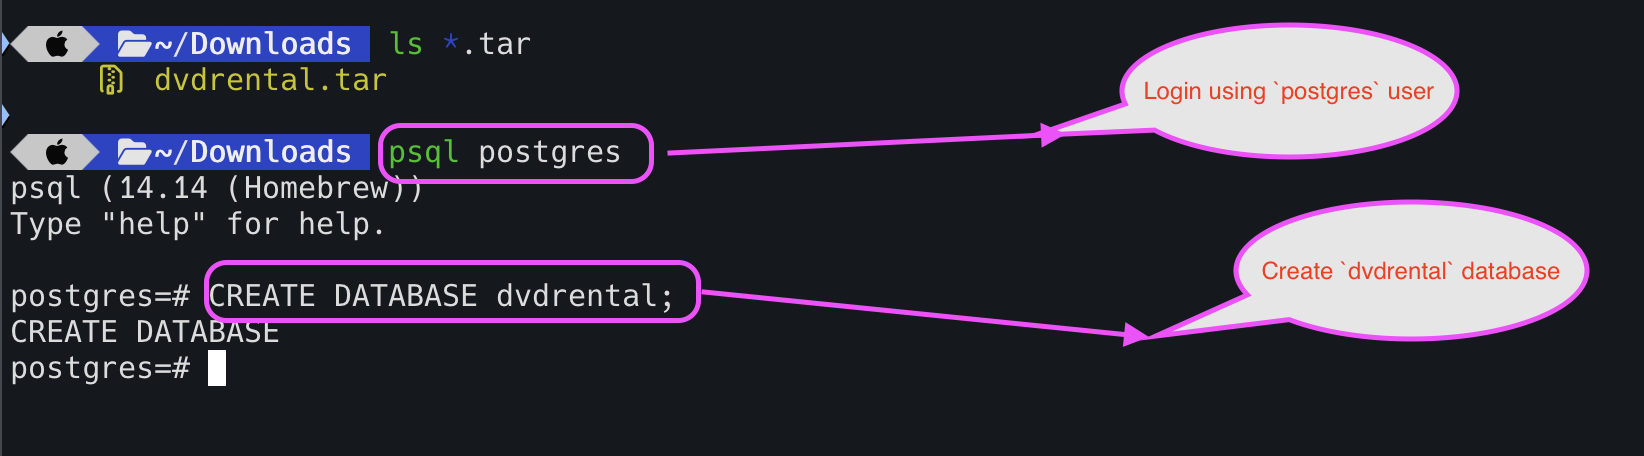 ~/Downloads ls *.tar
dvdrental.tar
Login using `postgres` user
~/Downloads psql postgres
psql (14.14 (Homebrew))
Type "help" for help.
Create `dvdrental` database
postgres=# CREATE DATABASE dvdrental;
CREATE DATABASE
postgres=#